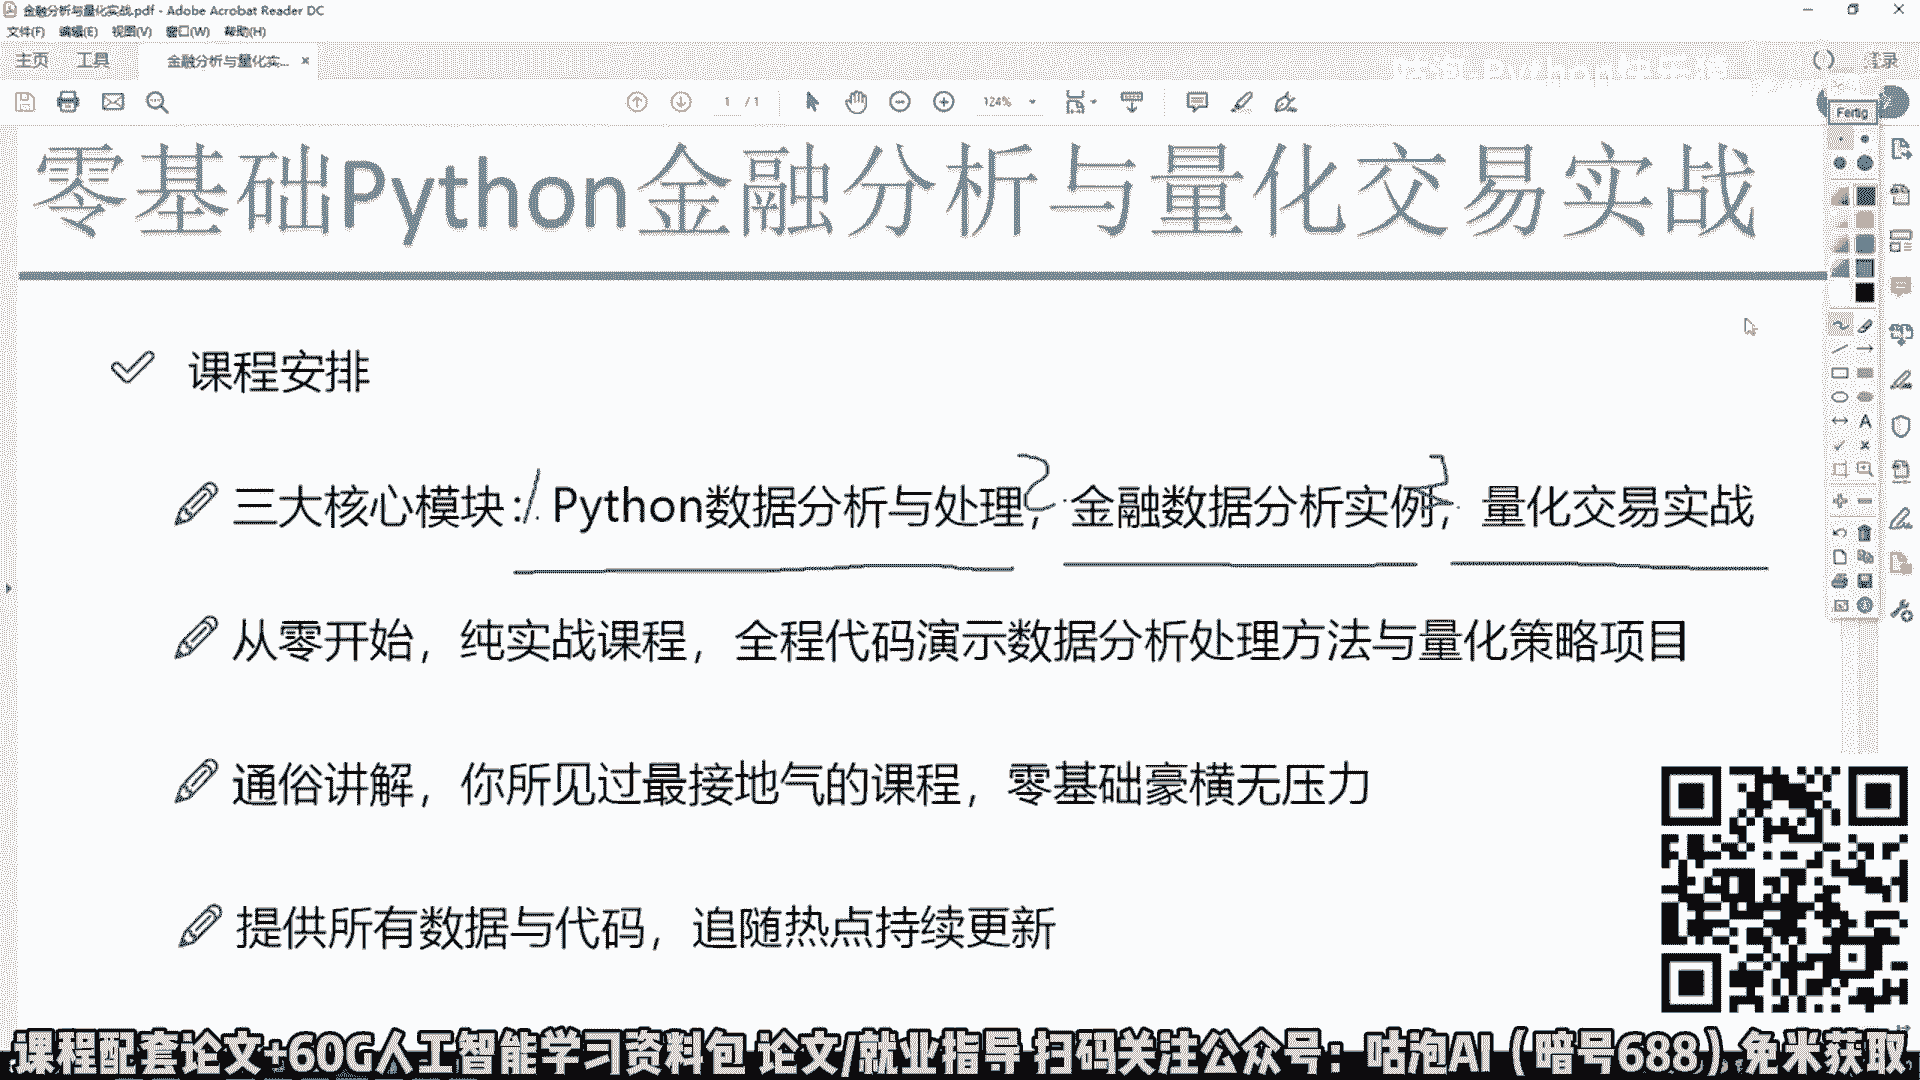 金融分析与量化实战.pdf - Adobe Acrobat Reader DC
文件(F) 编辑(E) 视图(V) 窗口(W) 帮助(H)
主页 工具 金融分析与量化实... × 登录
1 / 1 124%
Fertig
零基础Python金融分析与量化交易实战
课程安排
三大核心模块:1. Python数据分析与处理,2. 金融数据分析实例,3. 量化交易实战
从零开始，纯实战课程，全程代码演示数据分析处理方法与量化策略项目
通俗讲解，你所见过最接地气的课程，零基础豪横无压力
提供所有数据与代码，追随热点持续更新
课程配套论文+60G人工智能学习资料包 论文/就业指导 扫码关注公众号：咕泡AI（暗号688）免米获取